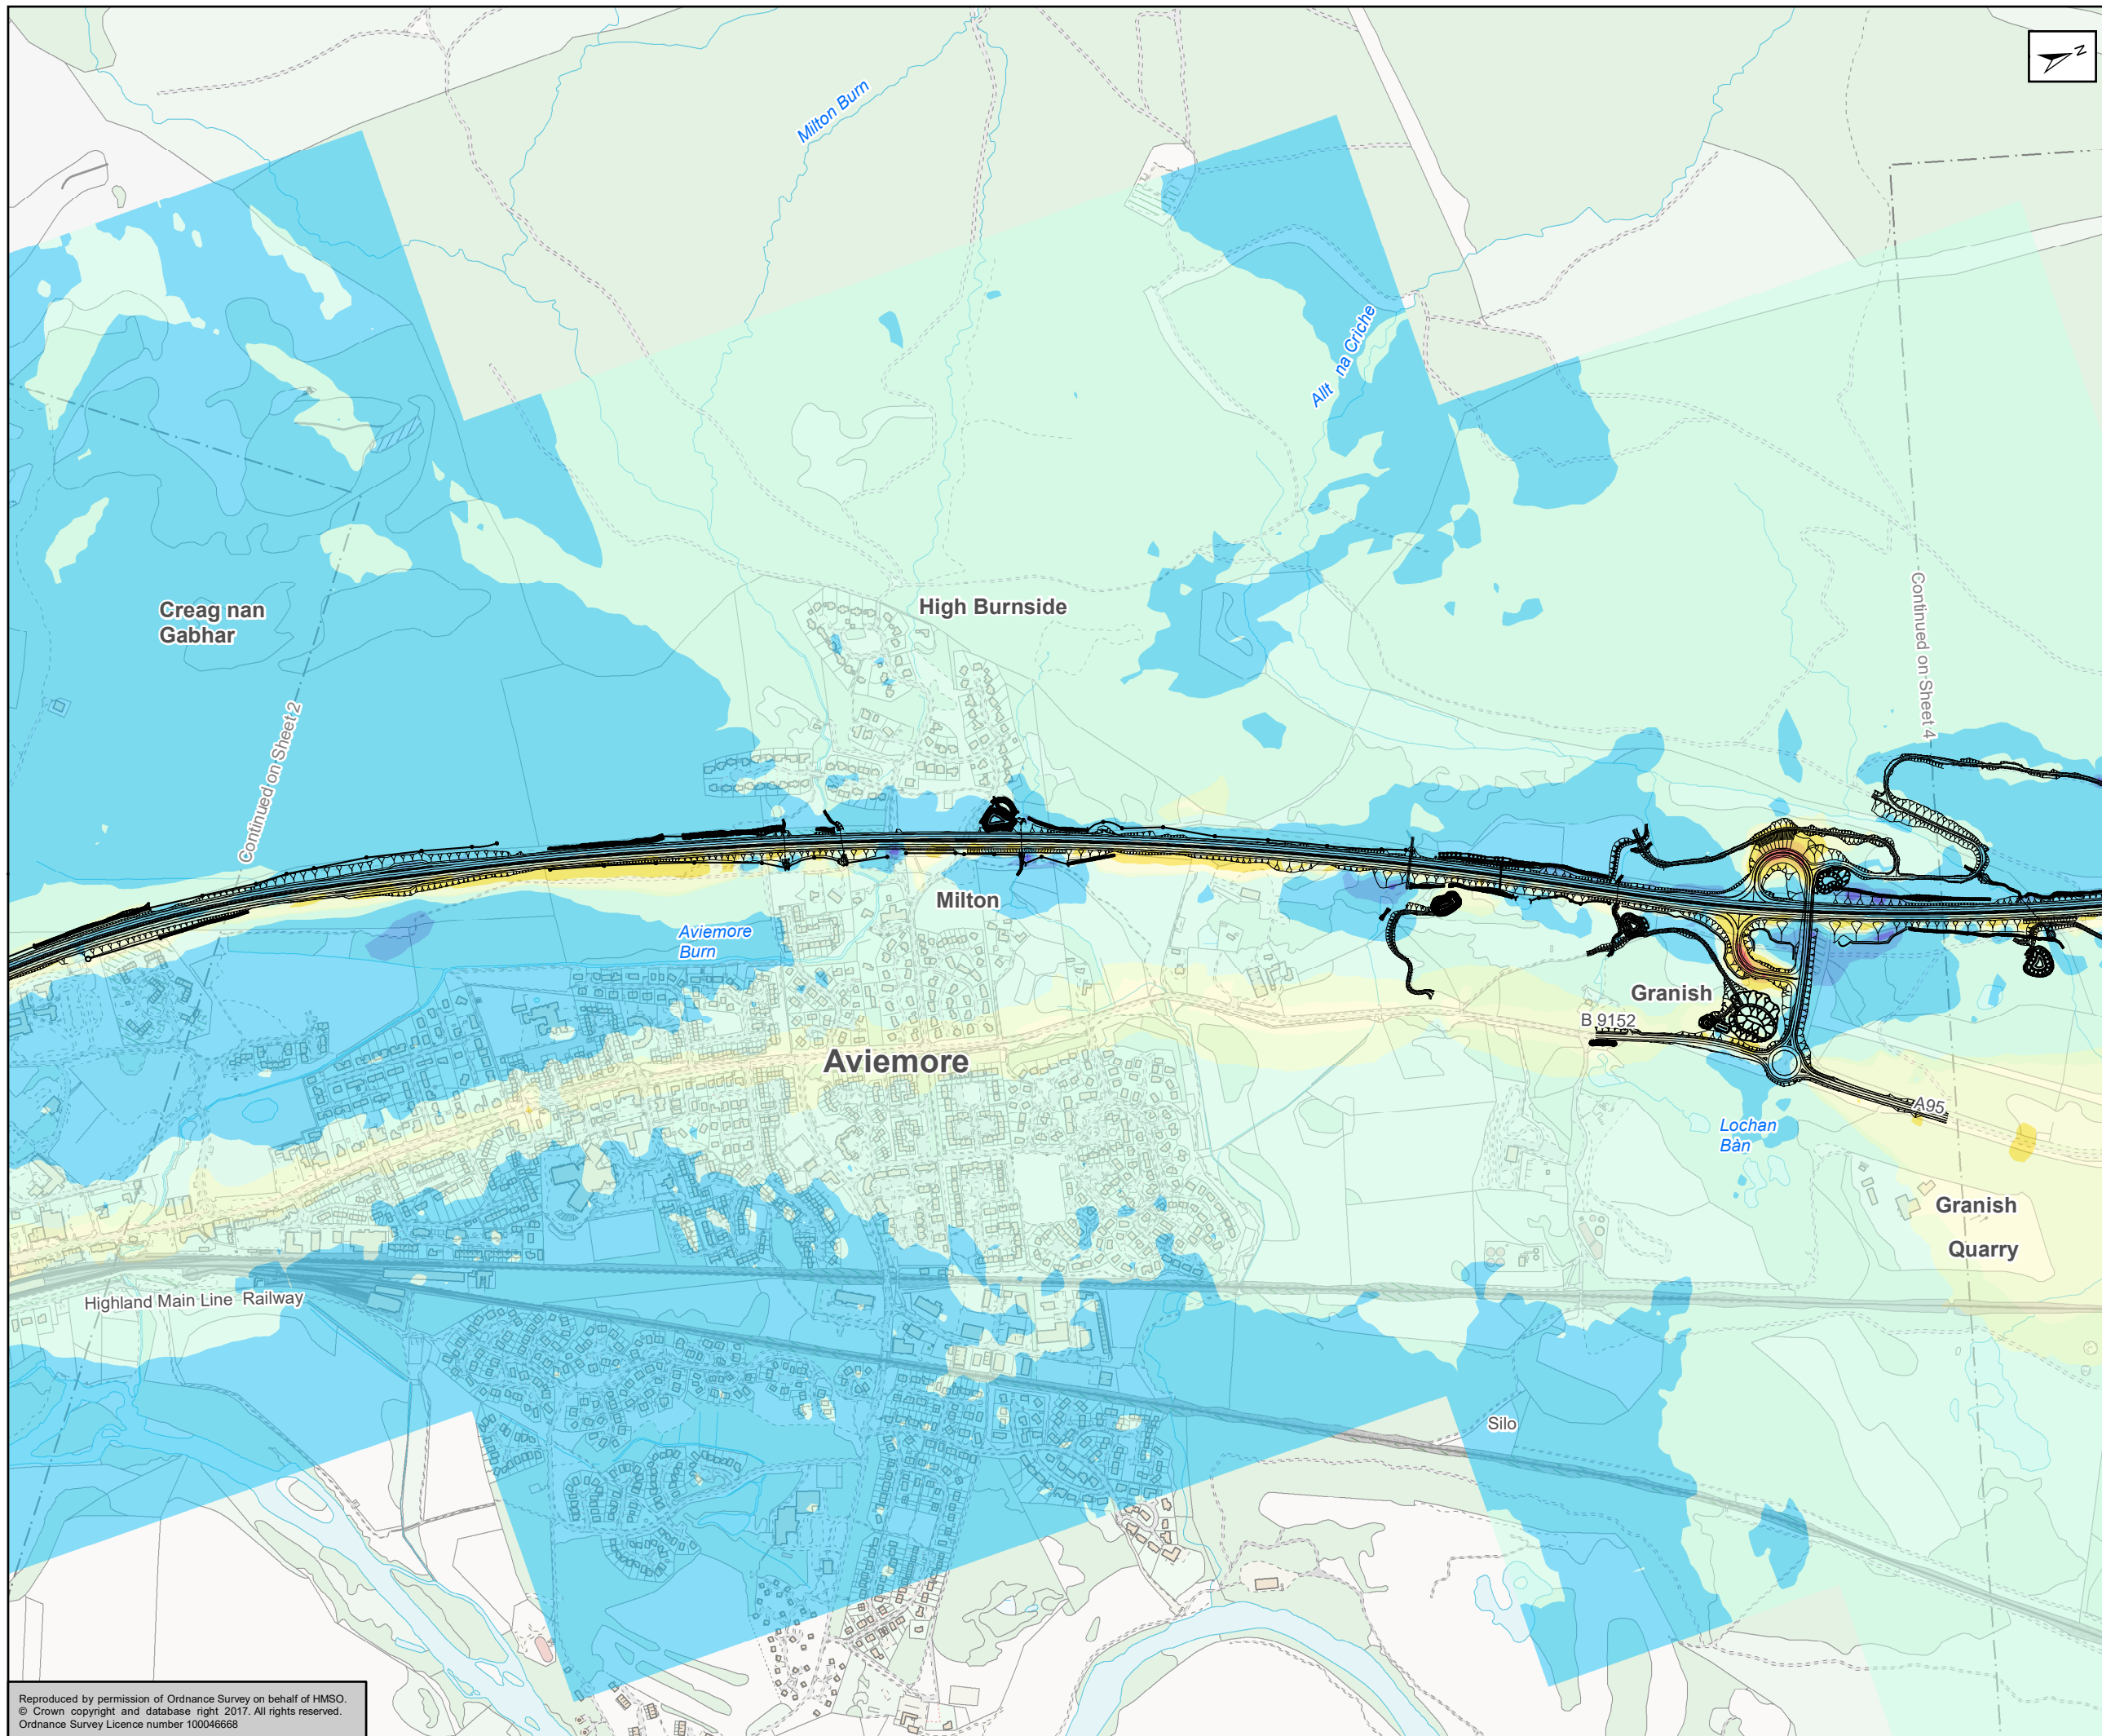 N
Milton Burn
Allt na Criche
Creag nan
Gabhar
High Burnside
Continued on Sheet 2
Continued on Sheet 4
Milton
Aviemore
Burn
Granish
B 9152
Aviemore
A95
Lochan
Bàn
Granish
Quarry
Highland Main Line Railway
Silo
Reproduced by permission of Ordnance Survey on behalf of HMSO.
© Crown copyright and database right 2017. All rights reserved.
Ordnance Survey Licence number 100046668